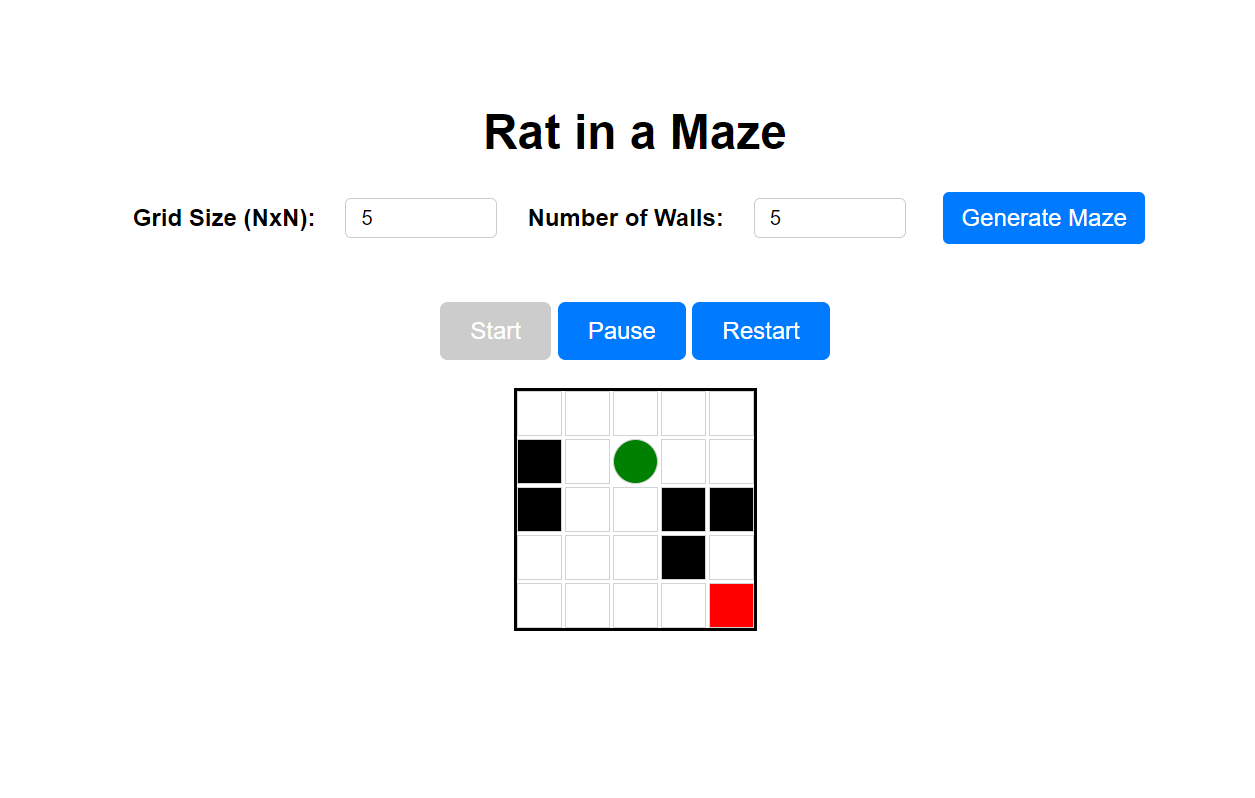 Rat in a Maze
Grid Size (NxN): 5 Number of Walls: 5 Generate Maze
Start Pause Restart